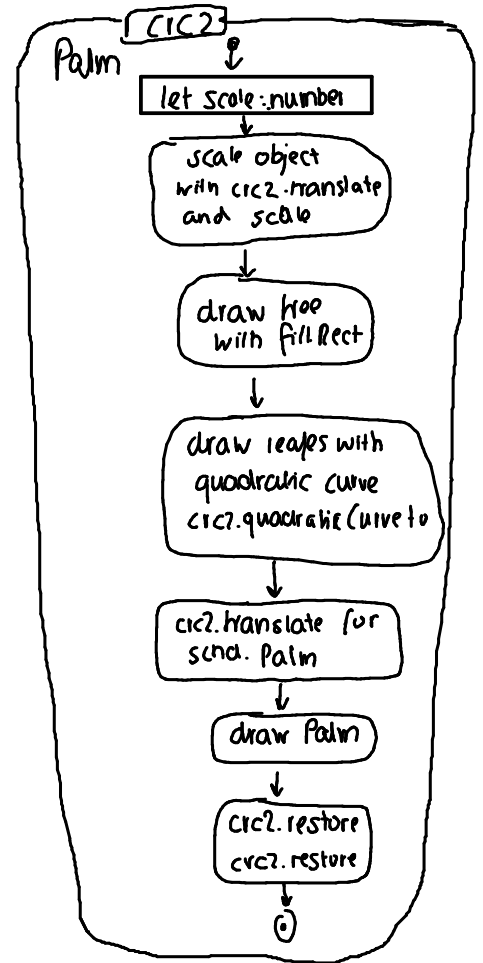 crc2
Palm
let scale:number
scale object
with crc2.translate
and scale
draw tree
with fillRect
draw leafes with
quadratic curve
crc2.quadraticCurveto
crc2.translate for
scnd. Palm
draw Palm
crc2.restore
crc2.restore